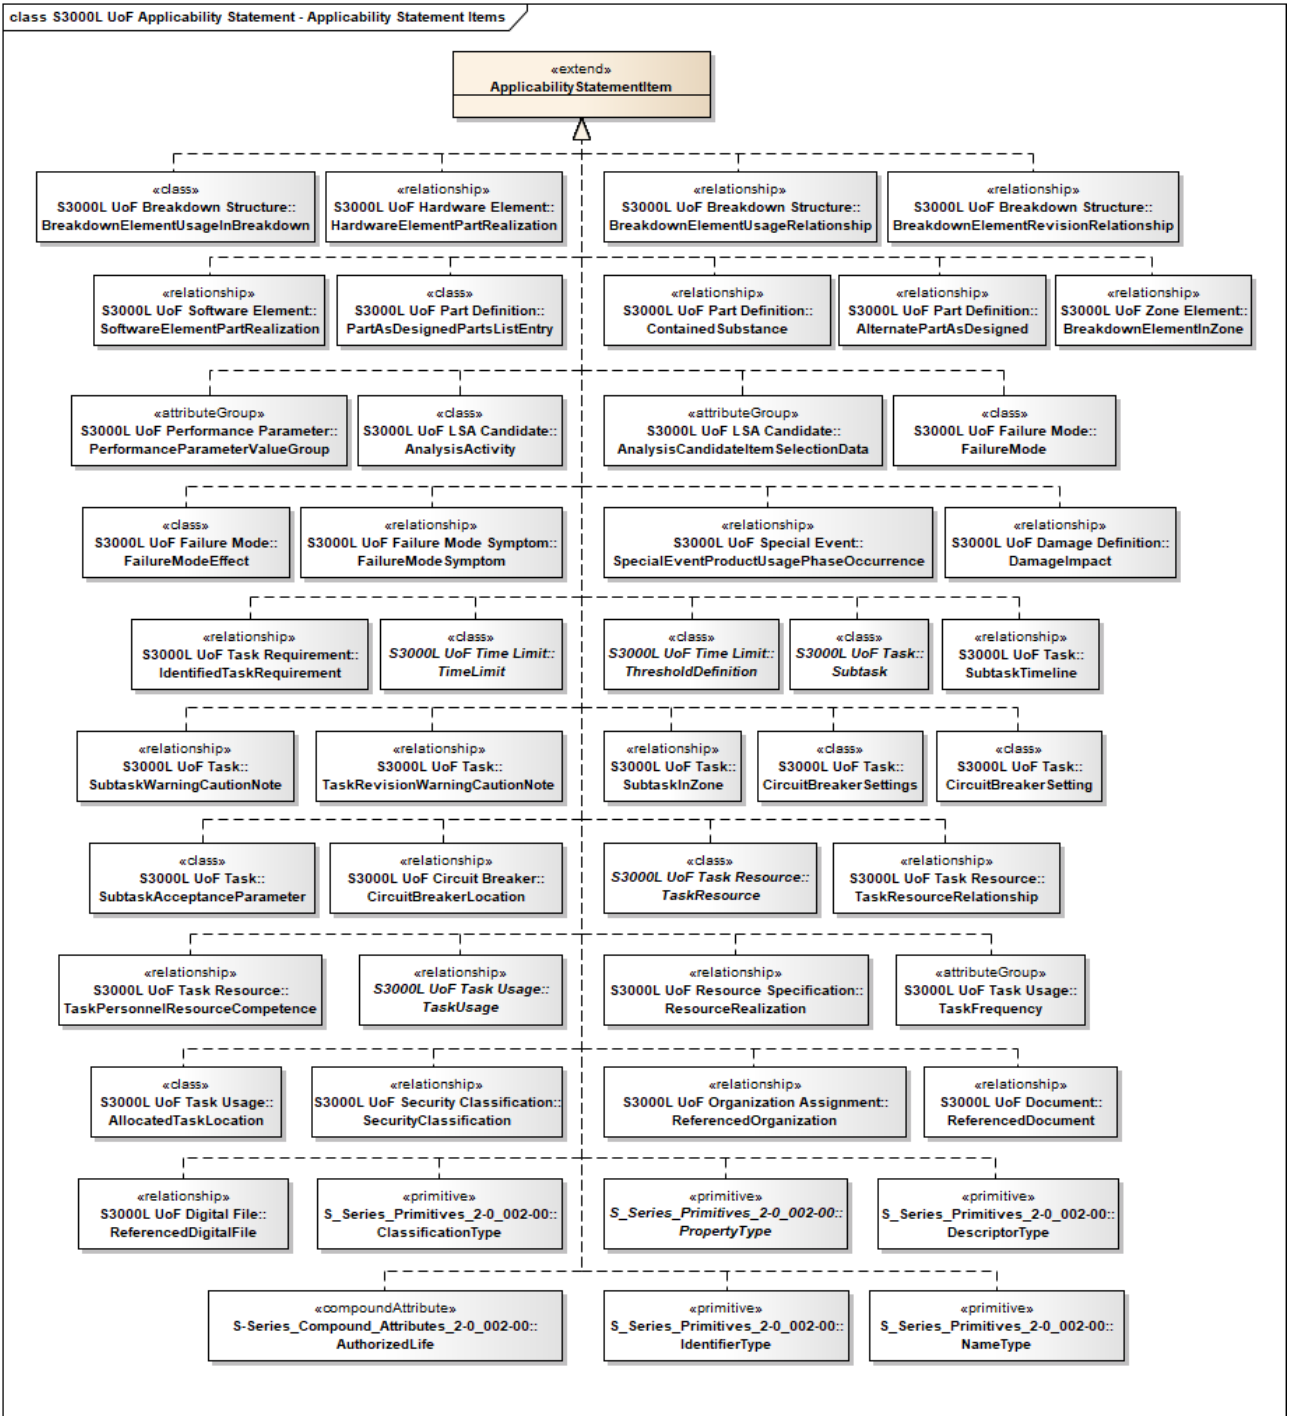 class S3000L UoF Applicability Statement - Applicability Statement Items
«extend»
ApplicabilityStatementItem
«class»
S3000L UoF Breakdown Structure::
BreakdownElementUsageInBreakdown
«relationship»
S3000L UoF Hardware Element::
HardwareElementPartRealization
«relationship»
S3000L UoF Breakdown Structure::
BreakdownElementUsageRelationship
«relationship»
S3000L UoF Breakdown Structure::
BreakdownElementRevisionRelationship
«relationship»
S3000L UoF Software Element::
SoftwareElementPartRealization
«class»
S3000L UoF Part Definition::
PartAsDesignedPartsListEntry
«relationship»
S3000L UoF Part Definition::
ContainedSubstance
«relationship»
S3000L UoF Part Definition::
AlternatePartAsDesigned
«relationship»
S3000L UoF Zone Element::
BreakdownElementInZone
«attributeGroup»
S3000L UoF Performance Parameter::
PerformanceParameterValueGroup
«class»
S3000L UoF LSA Candidate::
AnalysisActivity
«attributeGroup»
S3000L UoF LSA Candidate::
AnalysisCandidateItemSelectionData
«class»
S3000L UoF Failure Mode::
FailureMode
«class»
S3000L UoF Failure Mode::
FailureModeEffect
«relationship»
S3000L UoF Failure Mode Symptom::
FailureModeSymptom
«relationship»
S3000L UoF Special Event::
SpecialEventProductUsagePhaseOccurrence
«relationship»
S3000L UoF Damage Definition::
DamageImpact
«relationship»
S3000L UoF Task Requirement::
IdentifiedTaskRequirement
«class»
S3000L UoF Time Limit::
TimeLimit
«class»
S3000L UoF Time Limit::
ThresholdDefinition
«class»
S3000L UoF Task::
Subtask
«relationship»
S3000L UoF Task::
SubtaskTimeline
«relationship»
S3000L UoF Task::
SubtaskWarningCautionNote
«relationship»
S3000L UoF Task::
TaskRevisionWarningCautionNote
«relationship»
S3000L UoF Task::
SubtaskInZone
«class»
S3000L UoF Task::
CircuitBreakerSettings
«class»
S3000L UoF Task::
CircuitBreakerSetting
«class»
S3000L UoF Task::
SubtaskAcceptanceParameter
«relationship»
S3000L UoF Circuit Breaker::
CircuitBreakerLocation
«class»
S3000L UoF Task Resource::
TaskResource
«relationship»
S3000L UoF Task Resource::
TaskResourceRelationship
«relationship»
S3000L UoF Task Resource::
TaskPersonnelResourceCompetence
«relationship»
S3000L UoF Task Usage::
TaskUsage
«relationship»
S3000L UoF Resource Specification::
ResourceRealization
«attributeGroup»
S3000L UoF Task Usage::
TaskFrequency
«class»
S3000L UoF Task Usage::
AllocatedTaskLocation
«relationship»
S3000L UoF Security Classification::
SecurityClassification
«relationship»
S3000L UoF Organization Assignment::
ReferencedOrganization
«relationship»
S3000L UoF Document::
ReferencedDocument
«relationship»
S3000L UoF Digital File::
ReferencedDigitalFile
«primitive»
S_Series_Primitives_2-0_002-00::
ClassificationType
«primitive»
S_Series_Primitives_2-0_002-00::
PropertyType
«primitive»
S_Series_Primitives_2-0_002-00::
DescriptorType
«compoundAttribute»
S-Series_Compound_Attributes_2-0_002-00::
AuthorizedLife
«primitive»
S_Series_Primitives_2-0_002-00::
IdentifierType
«primitive»
S_Series_Primitives_2-0_002-00::
NameType